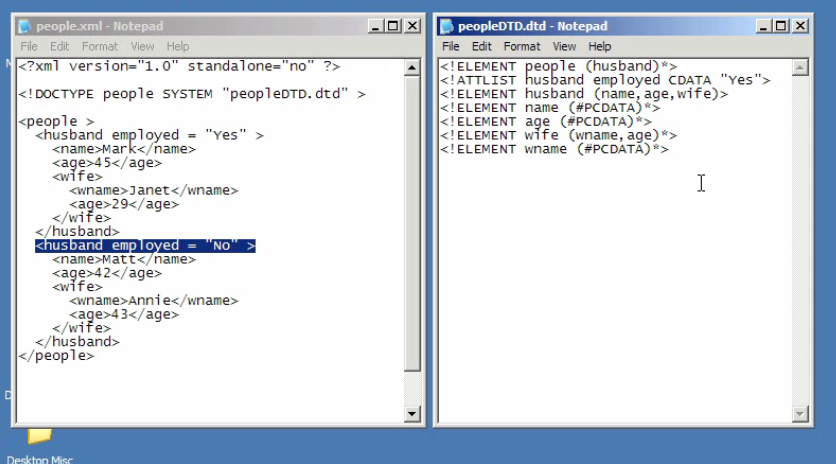 people.xml - Notepad
File Edit Format View Help
<?xml version="1.0" standalone="no" ?>
<!DOCTYPE people SYSTEM "peopleDTD.dtd" >
<people >
<husband employed = "Yes" >
<name>Mark</name>
<age>45</age>
<wife>
<wname>Janet</wname>
<age>29</age>
</wife>
</husband>
<husband employed = "No" >
<name>Matt</name>
<age>42</age>
<wife>
<wname>Annie</wname>
<age>43</age>
</wife>
</husband>
</people>
peopleDTD.dtd - Notepad
File Edit Format View Help
<!ELEMENT people (husband)*>
<!ATTLIST husband employed CDATA "Yes">
<!ELEMENT husband (name,age,wife)>
<!ELEMENT name (#PCDATA)*>
<!ELEMENT age (#PCDATA)*>
<!ELEMENT wife (wname,age)*>
<!ELEMENT wname (#PCDATA)*>
Desktop Misc